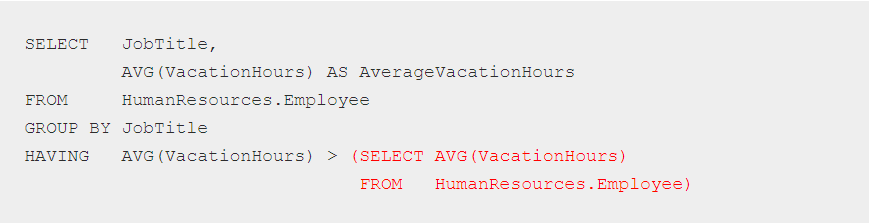 SELECT   JobTitle,
         AVG(VacationHours) AS AverageVacationHours
FROM     HumanResources.Employee
GROUP BY JobTitle
HAVING   AVG(VacationHours) > (SELECT AVG(VacationHours)
                               FROM   HumanResources.Employee)